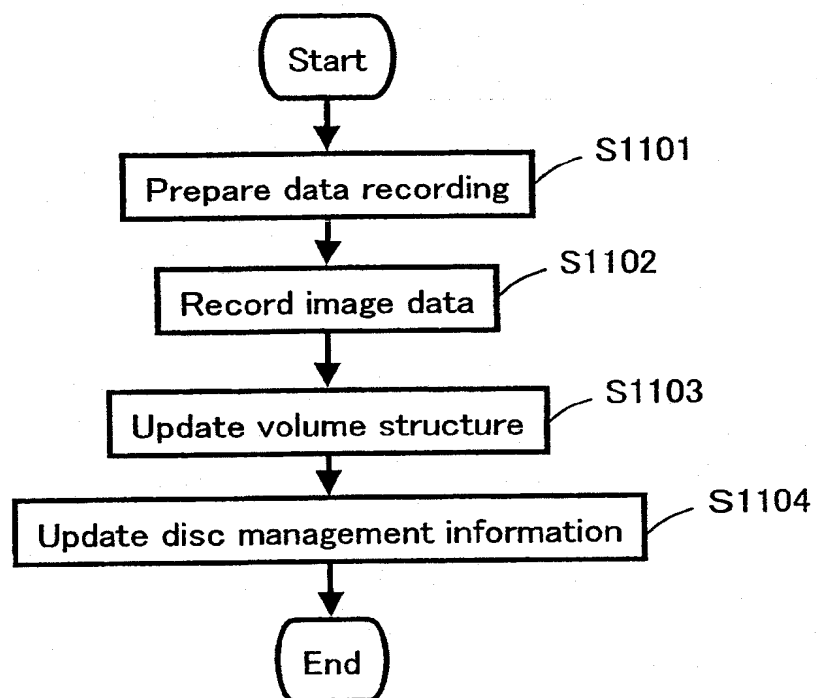 Start
S1101
Prepare data recording
S1102
Record image data
S1103
Update volume structure
S1104
Update disc management information
End